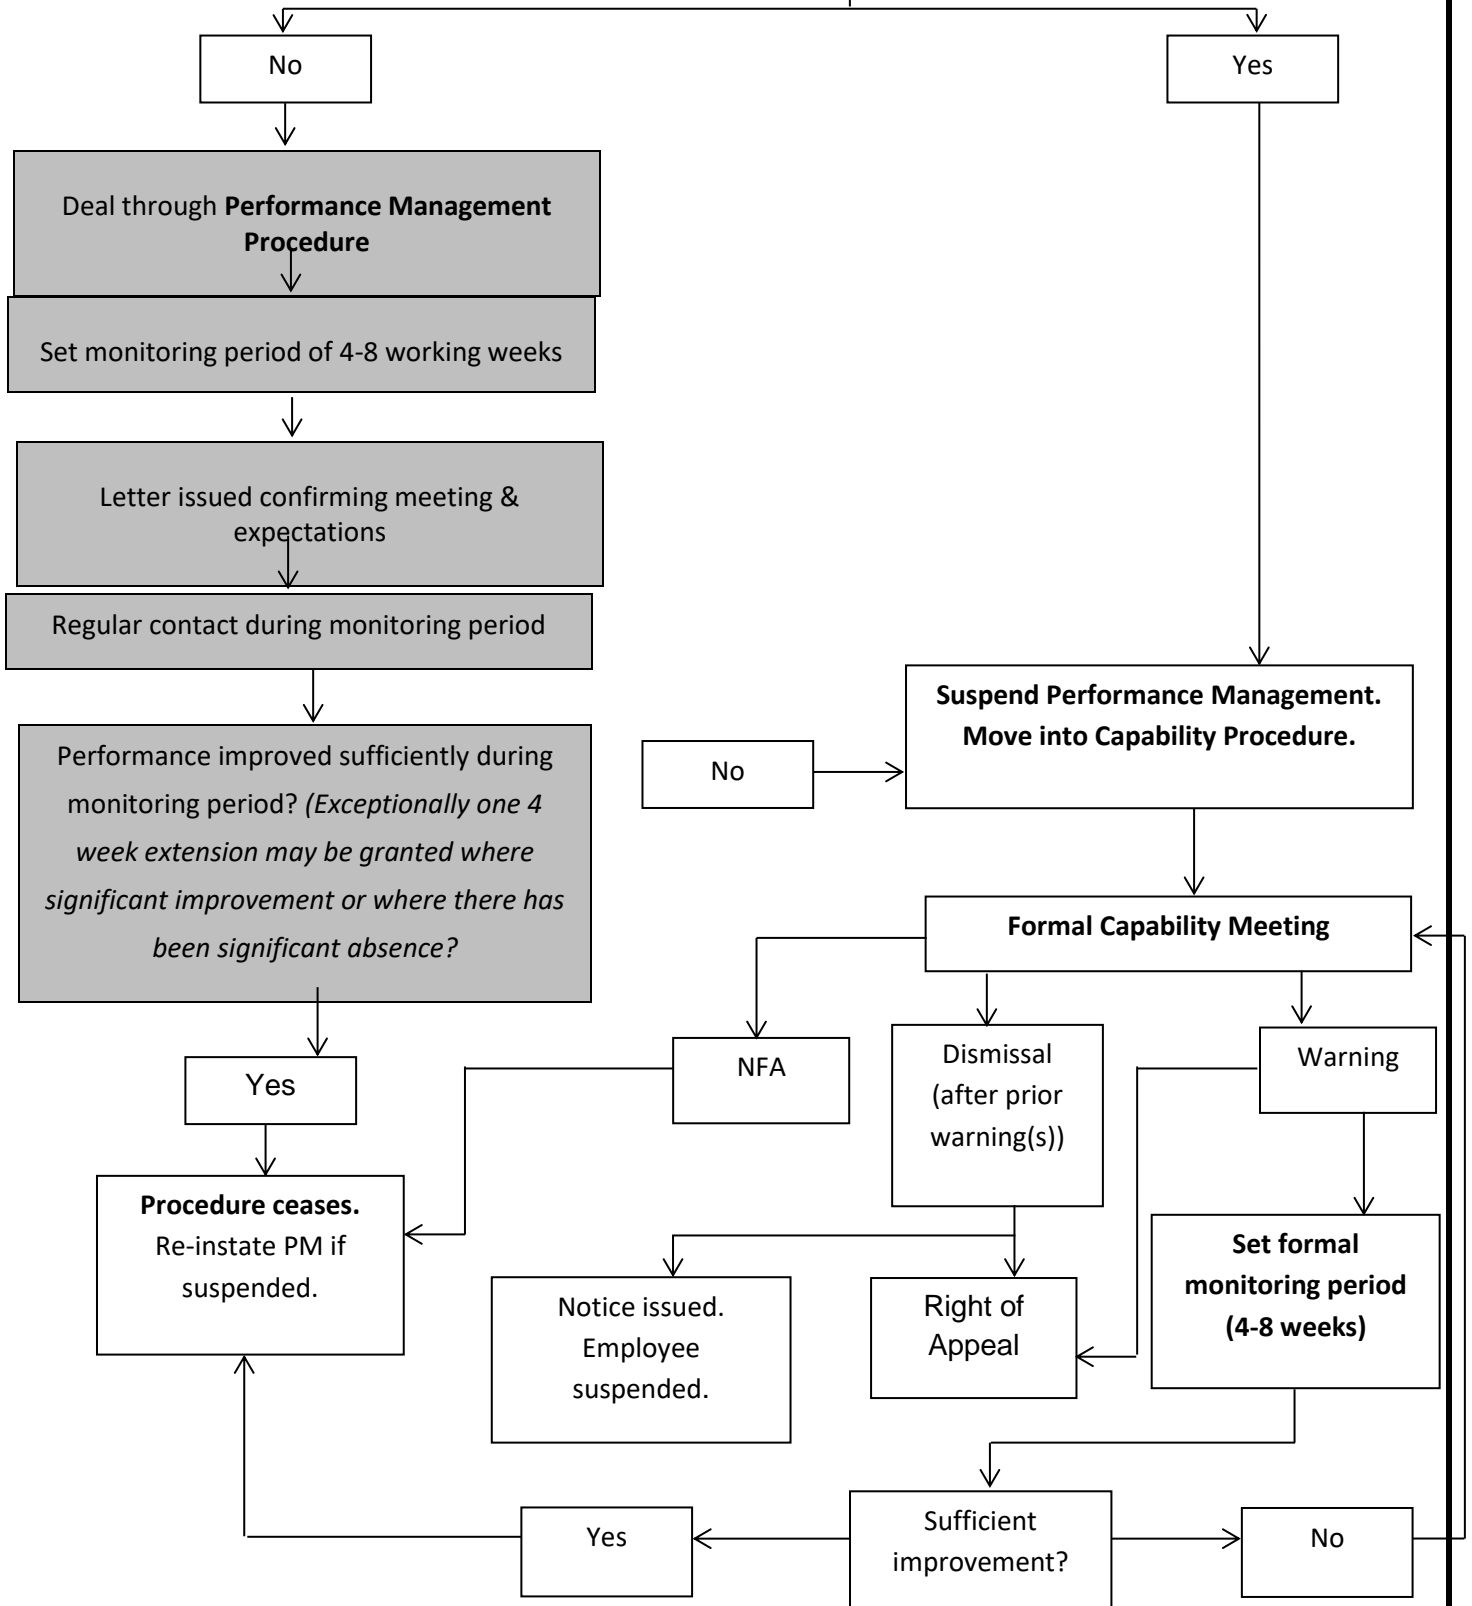 No
Yes
Deal through Performance Management
Procedure
Set monitoring period of 4-8 working weeks
Letter issued confirming meeting &
expectations
Regular contact during monitoring period
Suspend Performance Management.
Move into Capability Procedure.
No
Performance improved sufficiently during
monitoring period? (Exceptionally one 4
week extension may be granted where
significant improvement or where there has
been significant absence?
Formal Capability Meeting
NFA
Dismissal
(after prior
warning(s))
Warning
Yes
Procedure ceases.
Re-instate PM if
suspended.
Notice issued.
Employee
suspended.
Right of
Appeal
Set formal
monitoring period
(4-8 weeks)
Yes
Sufficient
improvement?
No